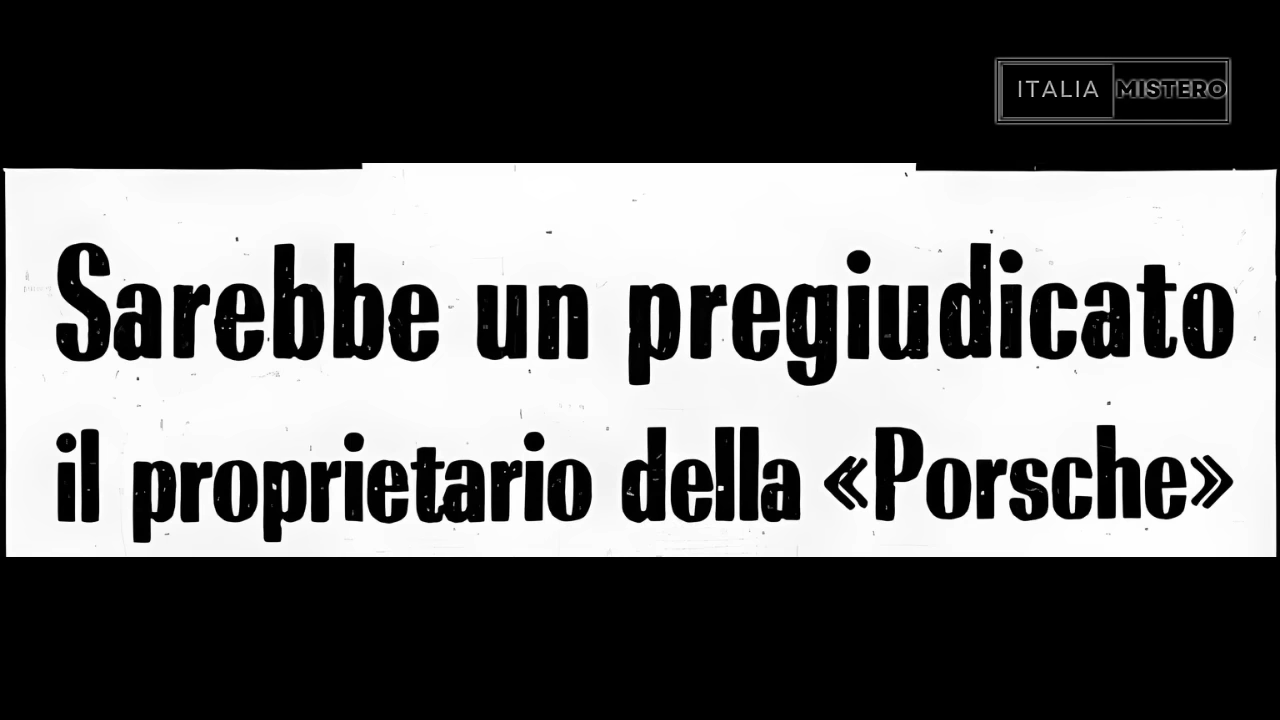 ITALIA MISTERO
Sarebbe un pregiudicato
il proprietario della «Porsche»